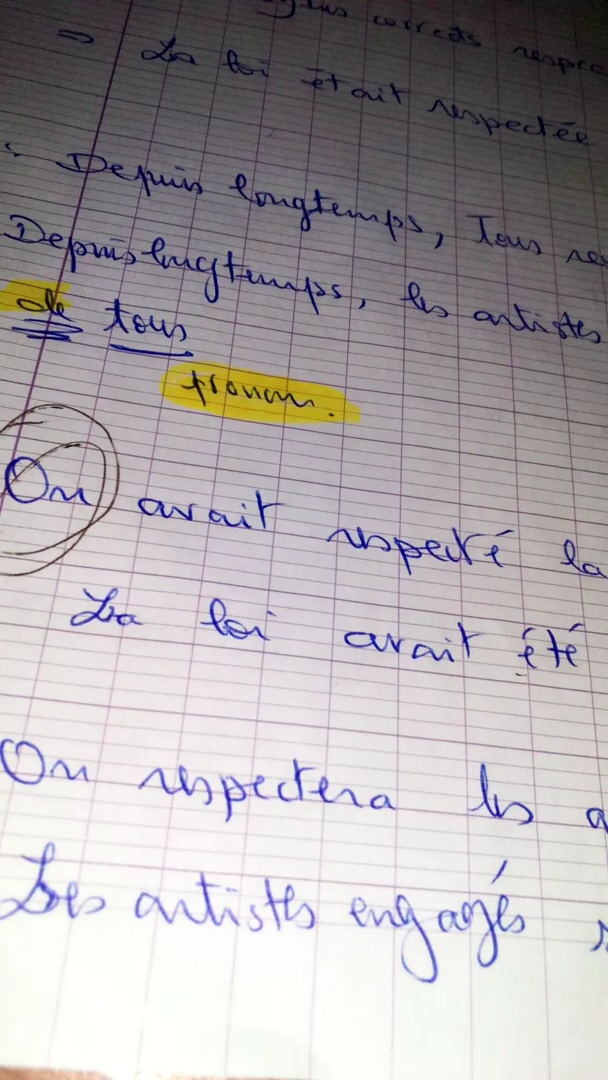 corrects
⇒ La loi était respectée
Depuis longtemps, Tous
Depuis longtemps, les artistes
de tous
pronom.
On avait respecté la
La loi avait été
On respectera les
Les artistes engagés